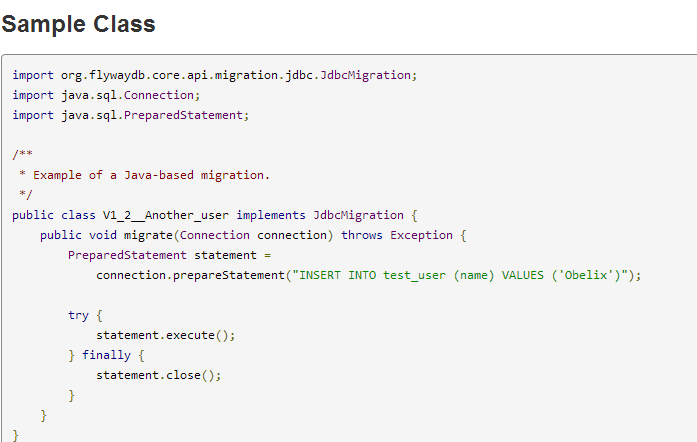 Sample Class
import org.flywaydb.core.api.migration.jdbc.JdbcMigration;
import java.sql.Connection;
import java.sql.PreparedStatement;
/**
* Example of a Java-based migration.
*/
public class V1_2__Another_user implements JdbcMigration {
public void migrate(Connection connection) throws Exception {
PreparedStatement statement =
connection.prepareStatement("INSERT INTO test_user (name) VALUES ('Obelix')");
try {
statement.execute();
} finally {
statement.close();
}
}
}